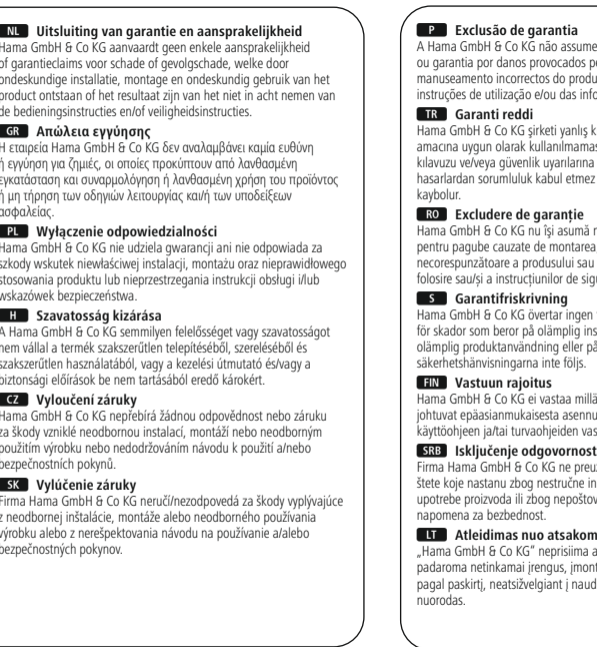 NL Uitsluiting van garantie en aansprakelijkheid
Hama GmbH & Co KG aanvaardt geen enkele aansprakelijkheid
of garantieclaims voor schade of gevolgschade, welke door
ondeskundige installatie, montage en ondeskundig gebruik van het
product ontstaan of het resultaat zijn van het niet in acht nemen van
de bedieningsinstructies en/of veiligheidsinstructies.
GR Απώλεια εγγύησης
Η εταιρεία Hama GmbH & Co KG δεν αναλαμβάνει καμία ευθύνη
ή εγγύηση για ζημιές, οι οποίες προκύπτουν από λανθασμένη
εγκατάσταση και συναρμολόγηση ή λανθασμένη χρήση του προϊόντος
ή μη τήρηση των οδηγιών λειτουργίας και/ή των υποδείξεων
ασφαλείας.
PL Wyłączenie odpowiedzialności
Hama GmbH & Co KG nie udziela gwarancji ani nie odpowiada za
szkody wskutek niewłaściwej instalacji, montażu oraz nieprawidłowego
stosowania produktu lub nieprzestrzegania instrukcji obsługi i/lub
wskazówek bezpieczeństwa.
H Szavatosság kizárása
A Hama GmbH & Co KG semmilyen felelősséget vagy szavatosságot
nem vállal a termék szakszerűtlen telepítéséből, szereléséből és
szakszerűtlen használatából, vagy a kezelési útmutató és/vagy a
biztonsági előírások be nem tartásából eredő károkért.
CZ Vyloučení záruky
Hama GmbH & Co KG nepřebírá žádnou odpovědnost nebo záruku
za škody vzniklé neodbornou instalací, montáží nebo neodborným
použitím výrobku nebo nedodržováním návodu k použití a/nebo
bezpečnostních pokynů.
SK Vylúčenie záruky
Firma Hama GmbH & Co KG neručí/nezodpovedá za škody vyplývajúce
z neodbornej inštalácie, montáže alebo neodborného používania
výrobku alebo z nerešpektovania návodu na používanie a/alebo
bezpečnostných pokynov.
P Exclusão de garantia
A Hama GmbH & Co KG não assume
ou garantia por danos provocados p
manuseamento incorrectos do produ
instruções de utilização e/ou das info
TR Garanti reddi
Hama GmbH & Co KG şirketi yanlış k
amacına uygun olarak kullanılmamas
kılavuzu ve/veya güvenlik uyarılarına
hasarlardan sorumluluk kabul etmez
kaybolur.
RO Excludere de garanție
Hama GmbH & Co KG nu își asumă n
pentru pagube cauzate de montarea,
necorespunzătoare a produsului sau
folosire sau/și a instrucțiunilor de sigu
S Garantifriskrivning
Hama GmbH & Co KG övertar ingen
för skador som beror på olämplig ins
olämplig produktanvändning eller på
säkerhetshänvisningarna inte följs.
FIN Vastuun rajoitus
Hama GmbH & Co KG ei vastaa millä
johtuvat epäasianmukaisesta asennu
käyttöohjeen ja/tai turvaohjeiden vas
SRB Isključenje odgovornost
Firma Hama GmbH & Co KG ne preuz
štete koje nastanu zbog nestručne in
upotrebe proizvoda ili zbog nepoštov
napomena za bezbednost.
LT Atleidimas nuo atsakom
„Hama GmbH & Co KG“ neprisiima a
padaroma netinkamai įrengus, įmont
pagal paskirtį, neatsižvelgiant į naud
nuorodas.